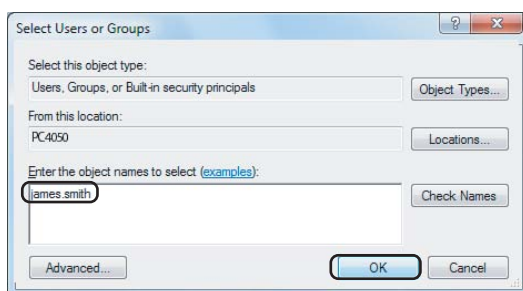 Select Users or Groups
Select this object type:
Users, Groups, or Built-in security principals
Object Types...
From this location:
PC4050
Locations...
Enter the object names to select (examples):
james.smith
Check Names
Advanced...
OK
Cancel